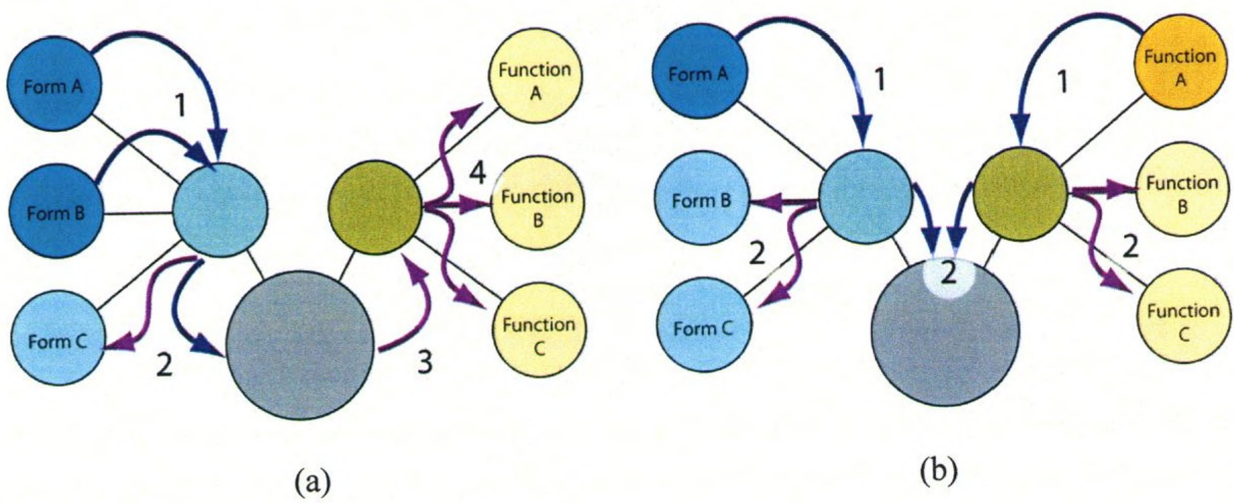 Form A
1
Form B
Form C
2
3
4
Function
A
Function
B
Function
C
(a)
Form A
1
Form B
2
Form C
2
1
Function
A
Function
B
2
Function
C
(b)